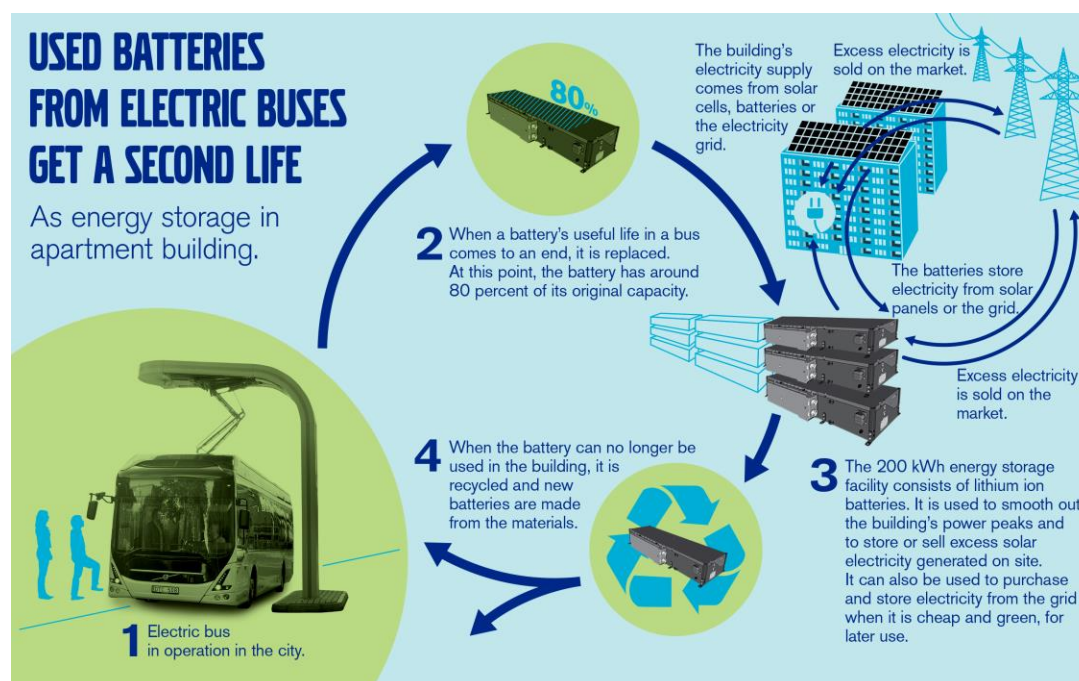 USED BATTERIES
FROM ELECTRIC BUSES
GET A SECOND LIFE
As energy storage in
apartment building.
1 Electric bus
in operation in the city.
80%
2 When a battery's useful life in a bus
comes to an end, it is replaced.
At this point, the battery has around
80 percent of its original capacity.
The building's
electricity supply
comes from solar
cells, batteries or
the electricity
grid.
Excess electricity is
sold on the market.
The batteries store
electricity from solar
panels or the grid.
Excess electricity
is sold on the
market.
3 The 200 kWh energy storage
facility consists of lithium ion
batteries. It is used to smooth out
the building's power peaks and
to store or sell excess solar
electricity generated on site.
It can also be used to purchase
and store electricity from the grid
when it is cheap and green, for
later use.
4 When the battery can no longer be
used in the building, it is
recycled and new
batteries are made
from the materials.